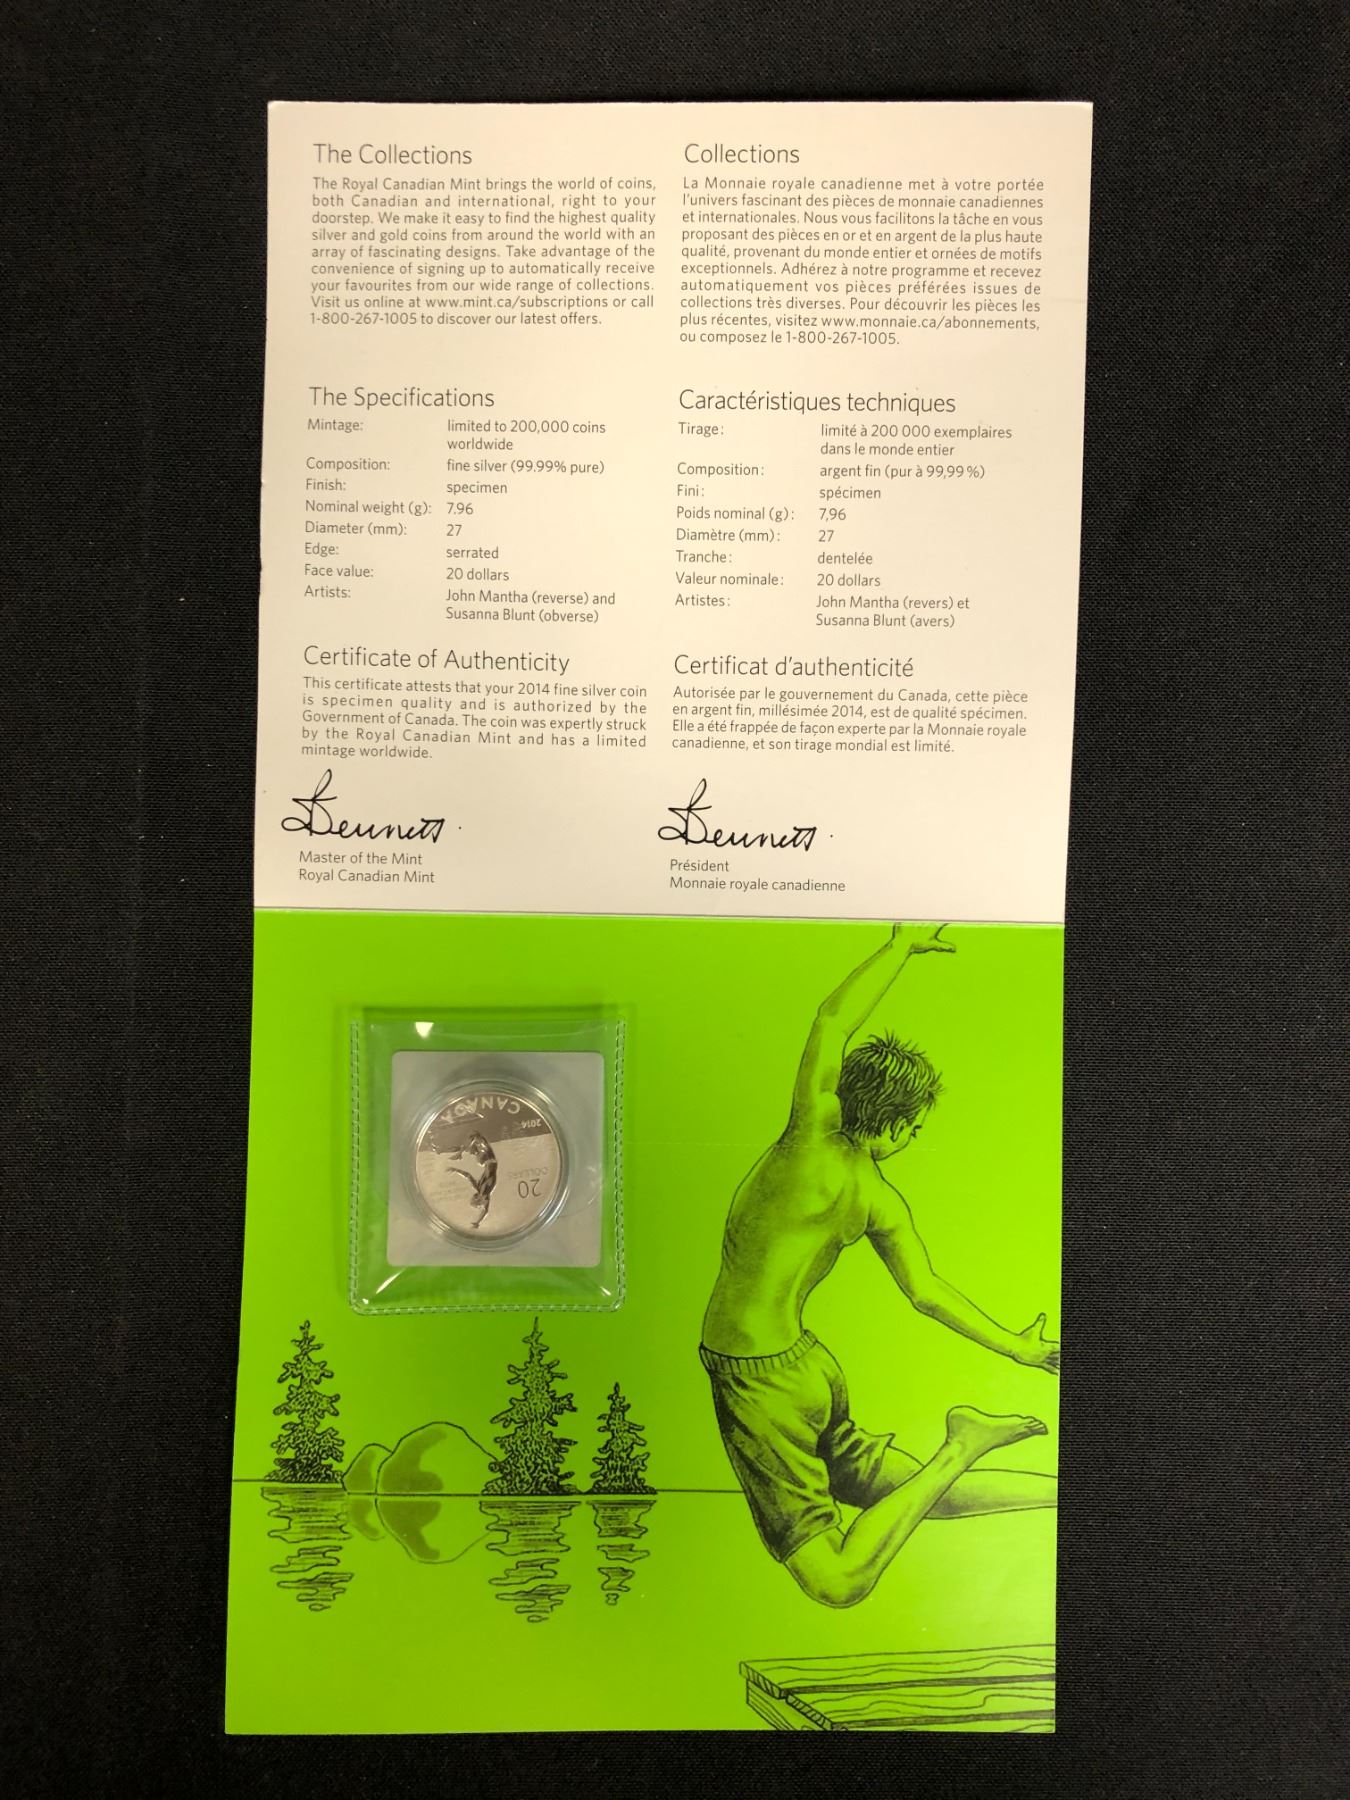 The Collections
The Royal Canadian Mint brings the world of coins,
both Canadian and international, right to your
doorstep. We make it easy to find the highest quality
silver and gold coins from around the world with an
array of fascinating designs. Take advantage of the
convenience of signing up to automatically receive
your favourites from our wide range of collections.
Visit us online at www.mint.ca/subscriptions or call
1-800-267-1005 to discover our latest offers.
The Specifications
Mintage: limited to 200,000 coins
worldwide
Composition: fine silver (99.99% pure)
Finish: specimen
Nominal weight (g): 7.96
Diameter (mm): 27
Edge: serrated
Face value: 20 dollars
Artists: John Mantha (reverse) and
Susanna Blunt (obverse)
Certificate of Authenticity
This certificate attests that your 2014 fine silver coin
is specimen quality and is authorized by the
Government of Canada. The coin was expertly struck
by the Royal Canadian Mint and has a limited
mintage worldwide.
Bennett
Master of the Mint
Royal Canadian Mint
Collections
La Monnaie royale canadienne met à votre portée
l'univers fascinant des pièces de monnaie canadiennes
et internationales. Nous vous facilitons la tâche en vous
proposant des pièces en or et en argent de la plus haute
qualité, provenant du monde entier et ornées de motifs
exceptionnels. Adhérez à notre programme et recevez
automatiquement vos pièces préférées issues de
collections très diverses. Pour découvrir les pièces les
plus récentes, visitez www.monnaie.ca/abonnements,
ou composez le 1-800-267-1005.
Caractéristiques techniques
Tirage : limité à 200 000 exemplaires
dans le monde entier
Composition : argent fin (pur à 99,99 %)
Fini : spécimen
Poids nominal (g) : 7,96
Diamètre (mm) : 27
Tranche : dentelée
Valeur nominale : 20 dollars
Artistes : John Mantha (revers) et
Susanna Blunt (avers)
Certificat d'authenticité
Autorisée par le gouvernement du Canada, cette pièce
en argent fin, millésimée 2014, est de qualité spécimen.
Elle a été frappée de façon experte par la Monnaie royale
canadienne, et son tirage mondial est limité.
Bennett
Président
Monnaie royale canadienne
CANADA
2014
20
DOLLARS